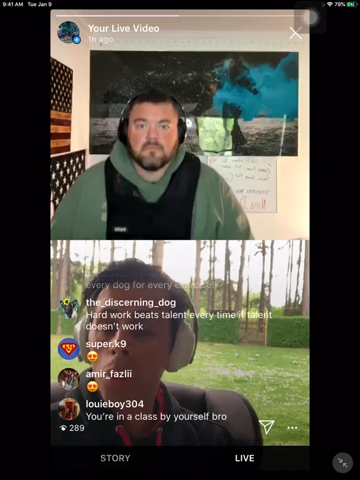 9:41 AM Tue Jan 9
79%
Your Live Video
1h ago
every dog for every exercise
the_discerning_dog
Hard work beats talent every time if talent
doesn't work
super.k9
😍
amir_fazlii
😍
louieboy304
You're in a class by yourself bro
289
STORY
LIVE